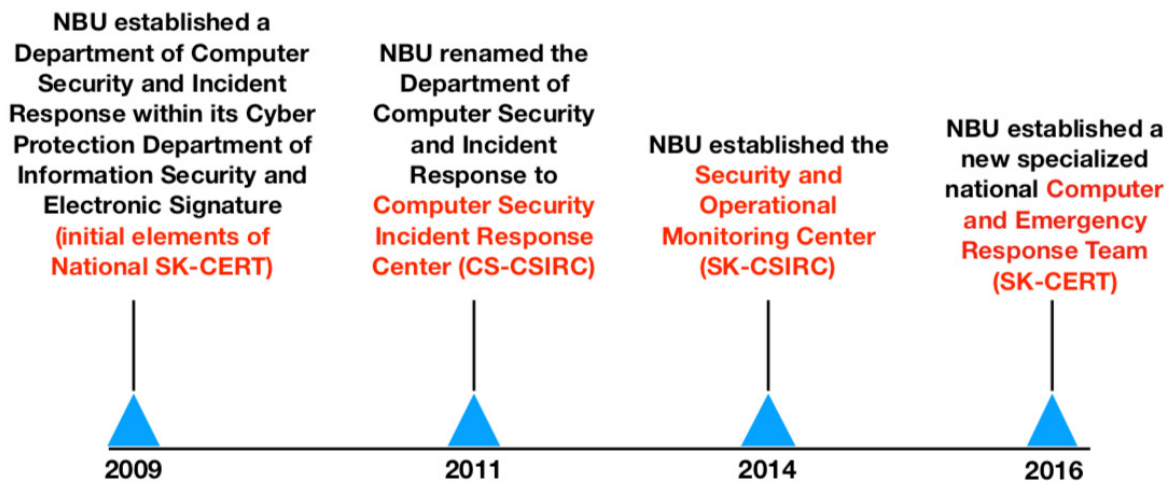 NBU established a
Department of Computer
Security and Incident
Response within its Cyber
Protection Department of
Information Security and
Electronic Signature
(initial elements of
National SK-CERT)
NBU renamed the
Department of
Computer Security
and Incident
Response to
Computer Security
Incident Response
Center (CS-CSIRC)
NBU established the
Security and
Operational
Monitoring Center
(SK-CSIRC)
NBU established a
new specialized
national Computer
and Emergency
Response Team
(SK-CERT)
2009
2011
2014
2016